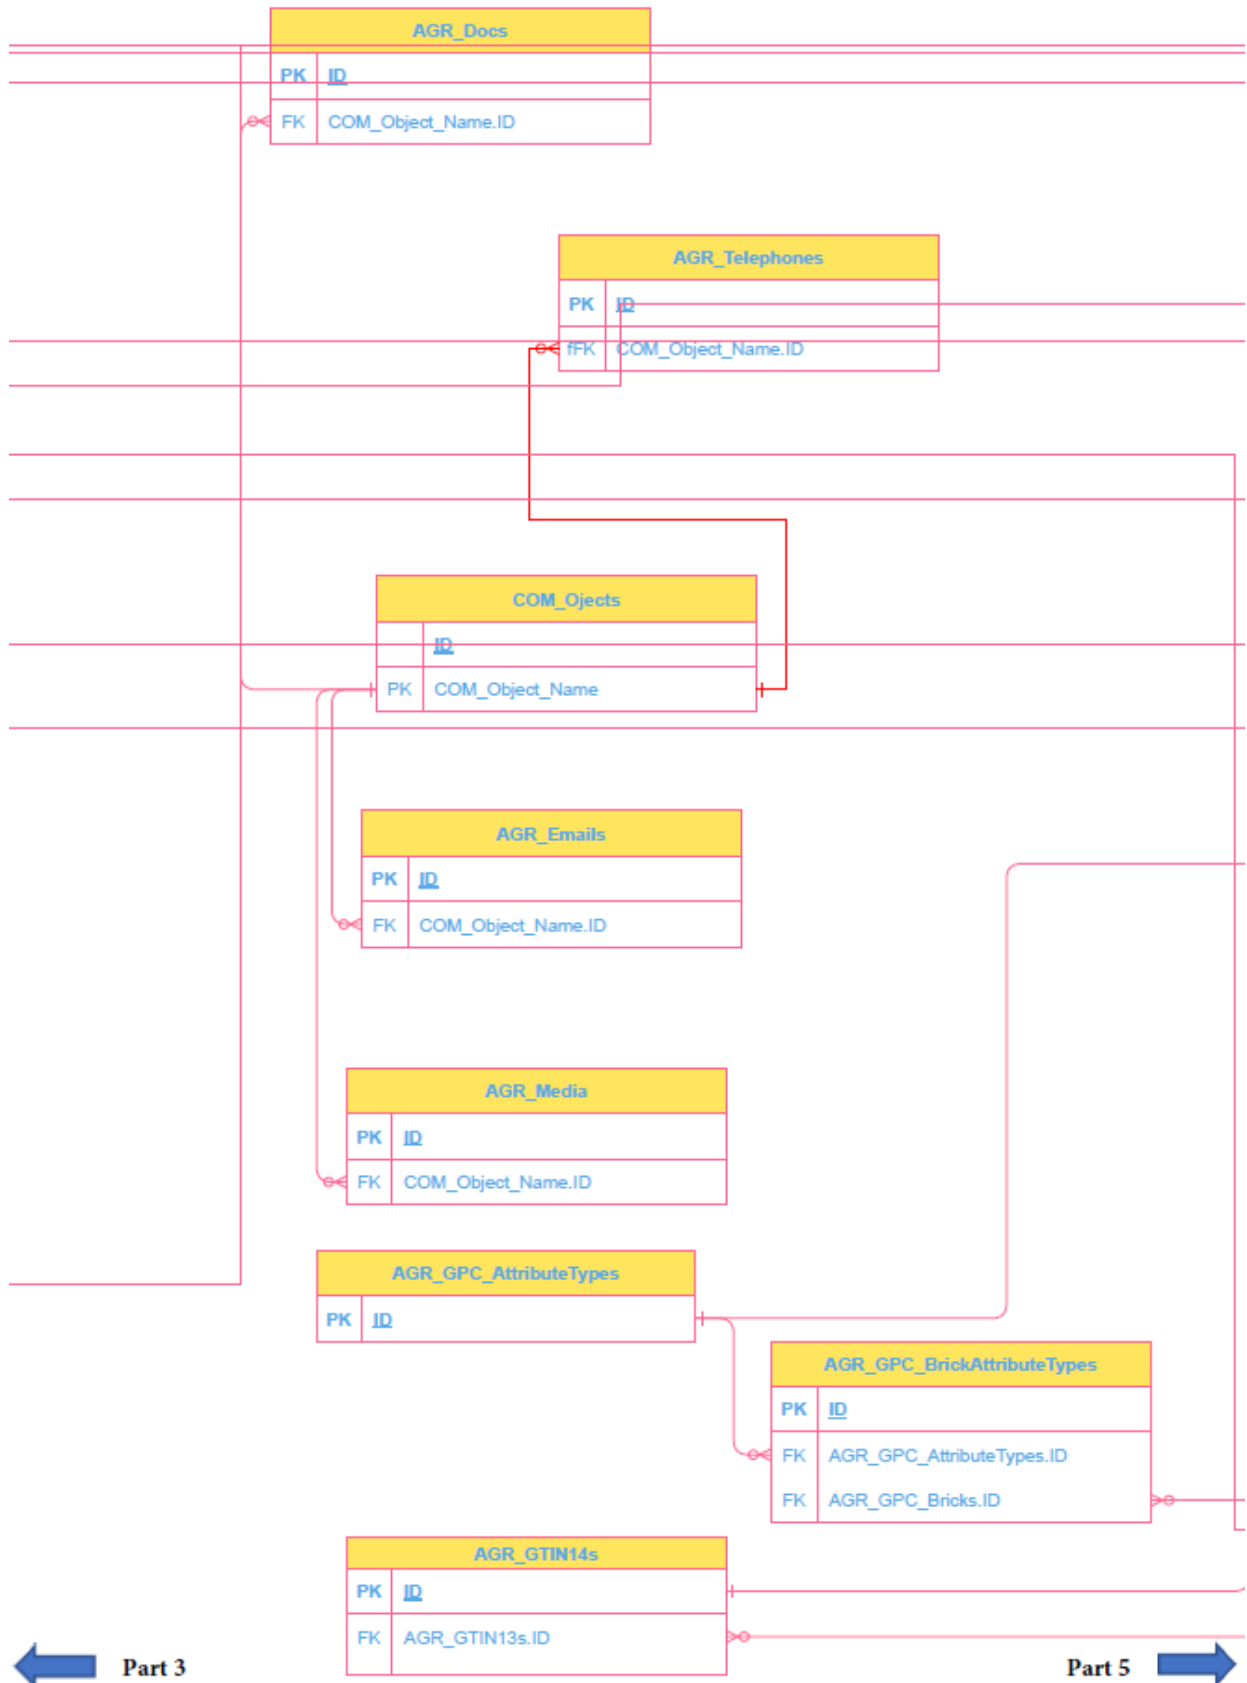 AGR_Docs
PK ID
FK COM_Object_Name.ID
AGR_Telephones
PK ID
fFK COM_Object_Name.ID
COM_Ojects
ID
PK COM_Object_Name
AGR_Emails
PK ID
FK COM_Object_Name.ID
AGR_Media
PK ID
FK COM_Object_Name.ID
AGR_GPC_AttributeTypes
PK ID
AGR_GPC_BrickAttributeTypes
PK ID
FK AGR_GPC_AttributeTypes.ID
FK AGR_GPC_Bricks.ID
AGR_GTIN14s
PK ID
FK AGR_GTIN13s.ID
Part 3
Part 5